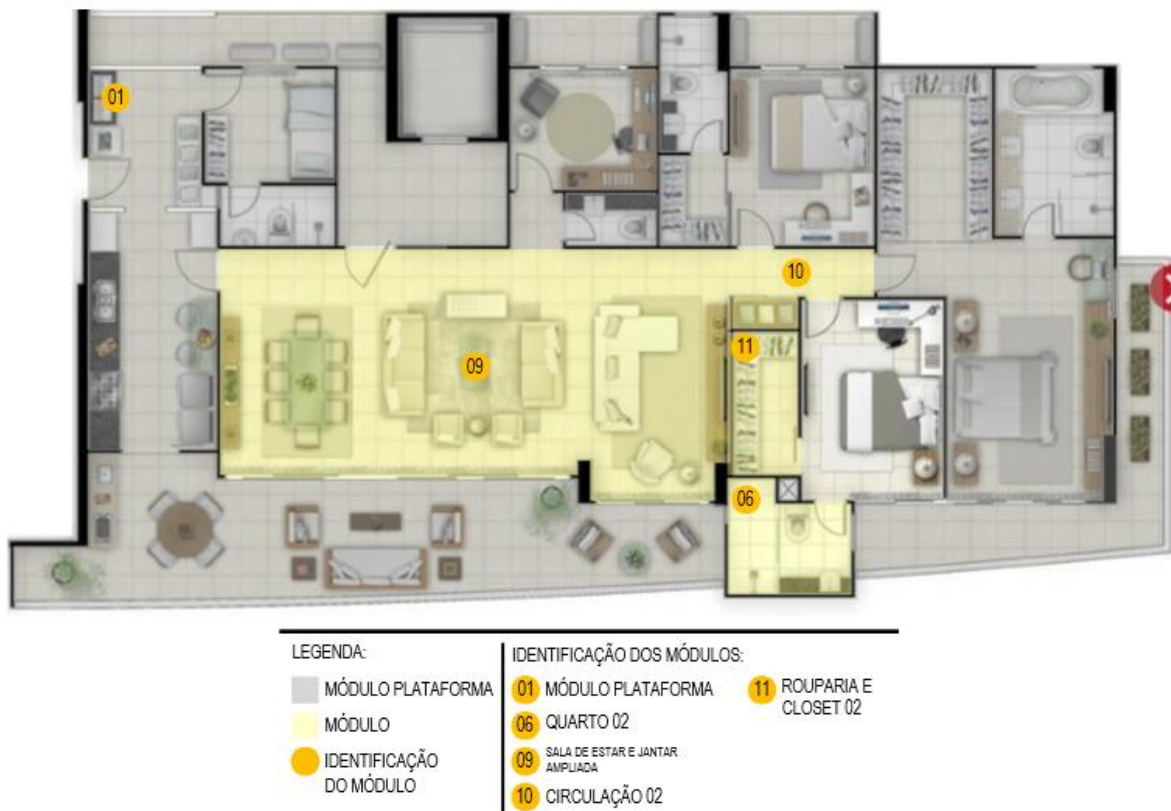 01
10
11
09
06
LEGENDA:
MÓDULO PLATAFORMA
MÓDULO
IDENTIFICAÇÃO
DO MÓDULO
IDENTIFICAÇÃO DOS MÓDULOS:
01 MÓDULO PLATAFORMA
06 QUARTO 02
09 SALA DE ESTAR E JANTAR
AMPLIADA
10 CIRCULAÇÃO 02
11 ROUPARIA E
CLOSET 02